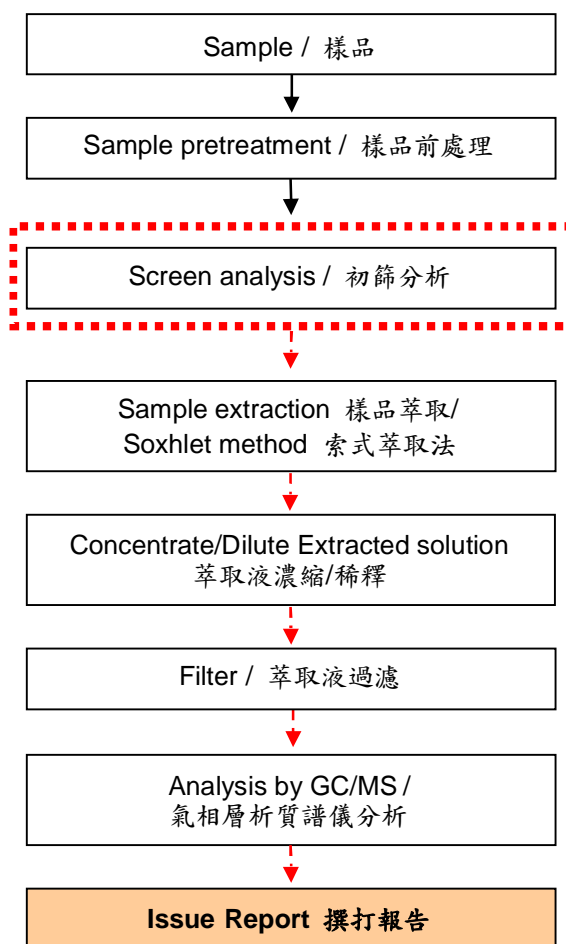 Sample / 樣品
Sample pretreatment / 樣品前處理
Screen analysis / 初篩分析
Sample extraction 樣品萃取/
Soxhlet method 索式萃取法
Concentrate/Dilute Extracted solution
萃取液濃縮/稀釋
Filter / 萃取液過濾
Analysis by GC/MS /
氣相層析質譜儀分析
Issue Report 撰打報告